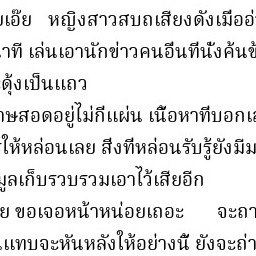 ยเอ๊ย หญิงสาวสบถเสียงดังเมื่ออ่
าที เล่นเอานักข่าวคนอื่นที่นั่งค้นข้
ะดุ้งเป็นแถว
าษสอดอยู่ไม่กี่แผ่น เนื้อหาที่บอกเล
ให้หล่อนเลย สิ่งที่หล่อนรับรู้ยังมีม
มูลเก็บรวบรวมเอาไว้เสียอีก
ย ขอเจอหน้าหน่อยเถอะ จะถา
นแทบจะหันหลังให้อย่างนี้ ยังจะถ่า